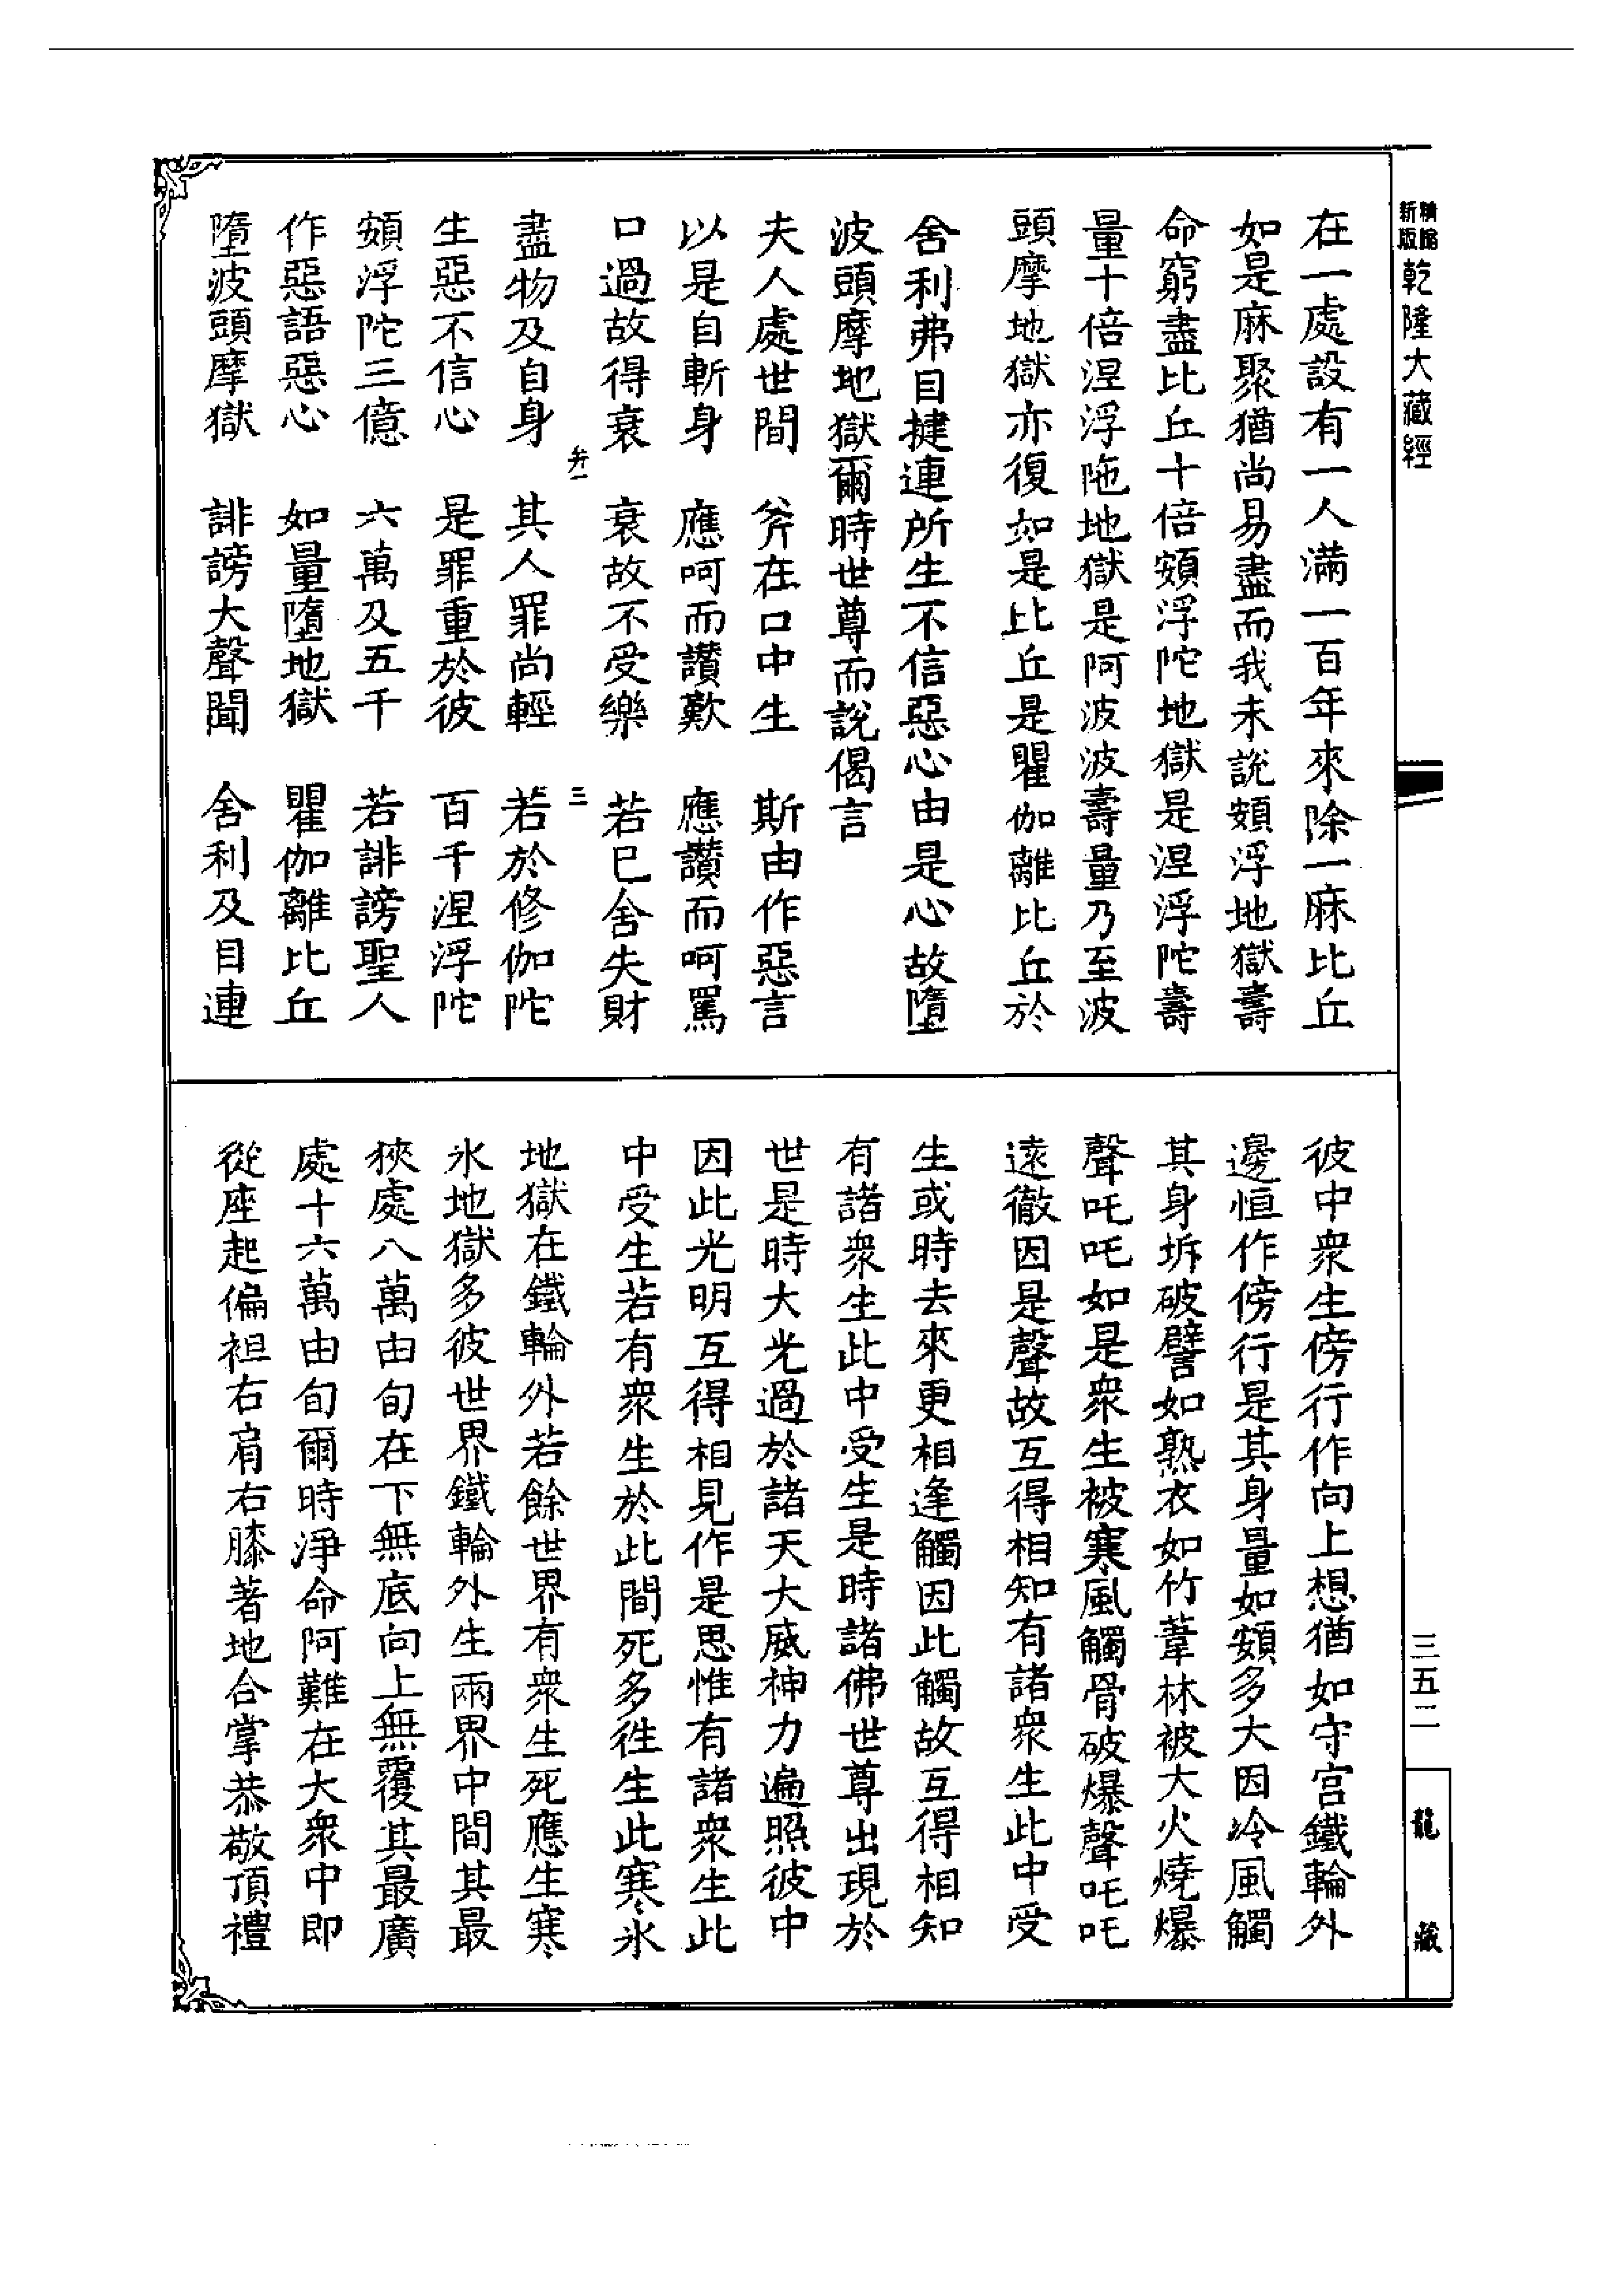 新版
精縮
乾隆大藏經
在一處設有一人滿一百年來除一麻比丘
如是麻聚猶尚易盡而我未說頞浮地獄壽
命窮盡比丘十倍頞浮陀地獄是涅浮陀壽
量十倍涅浮陁地獄是阿波波壽量乃至波
頭摩地獄亦復如是比丘是瞿伽離比丘於
舍利弗目揵連所生不信惡心由是心故墮
波頭摩地獄爾時世尊而說偈言
夫人處世間　斧在口中生　斯由作惡言
以是自斬身　應呵而讚歎　應讚而呵罵
口過故得衰　衰故不受樂　若巳舍失財
弁一　三
盡物及自身　其人罪尚輕　若於修伽陀
生惡不信心　是罪重於彼　百千涅浮陀
頞浮陀三億　六萬及五千　若誹謗聖人
作惡語惡心　如量墮地獄　瞿伽離比丘
墮波頭摩獄　誹謗大聲聞　舍利及目連
彼中衆生傍行作向上想猶如守宫鐵輪外
邊恒作傍行是其身量如頞多大因冷風觸
其身坼破譬如熟衣如竹葦林被大火燒爆
聲吒吒如是衆生被寒風觸骨破爆聲吒吒
遠徹因是聲故互得相知有諸衆生此中受
生或時去來更相逢觸因此觸故互得相知
有諸衆生此中受生是時諸佛世尊出現於
世是時大光過於諸天大威神力遍照彼中
因此光明互得相見作是思惟有諸衆生此
中受生若有衆生於此間死多徃生此寒氷
地獄在鐵輪外若餘世界有衆生死應生寒
氷地獄多彼世界鐵輪外生兩界中間其最
狹處八萬由旬在下無底向上無覆其最廣
處十六萬由旬爾時淨命阿難在大衆中即
從座起偏袒右肩右膝著地合掌恭敬頂禮
三五二
龍藏